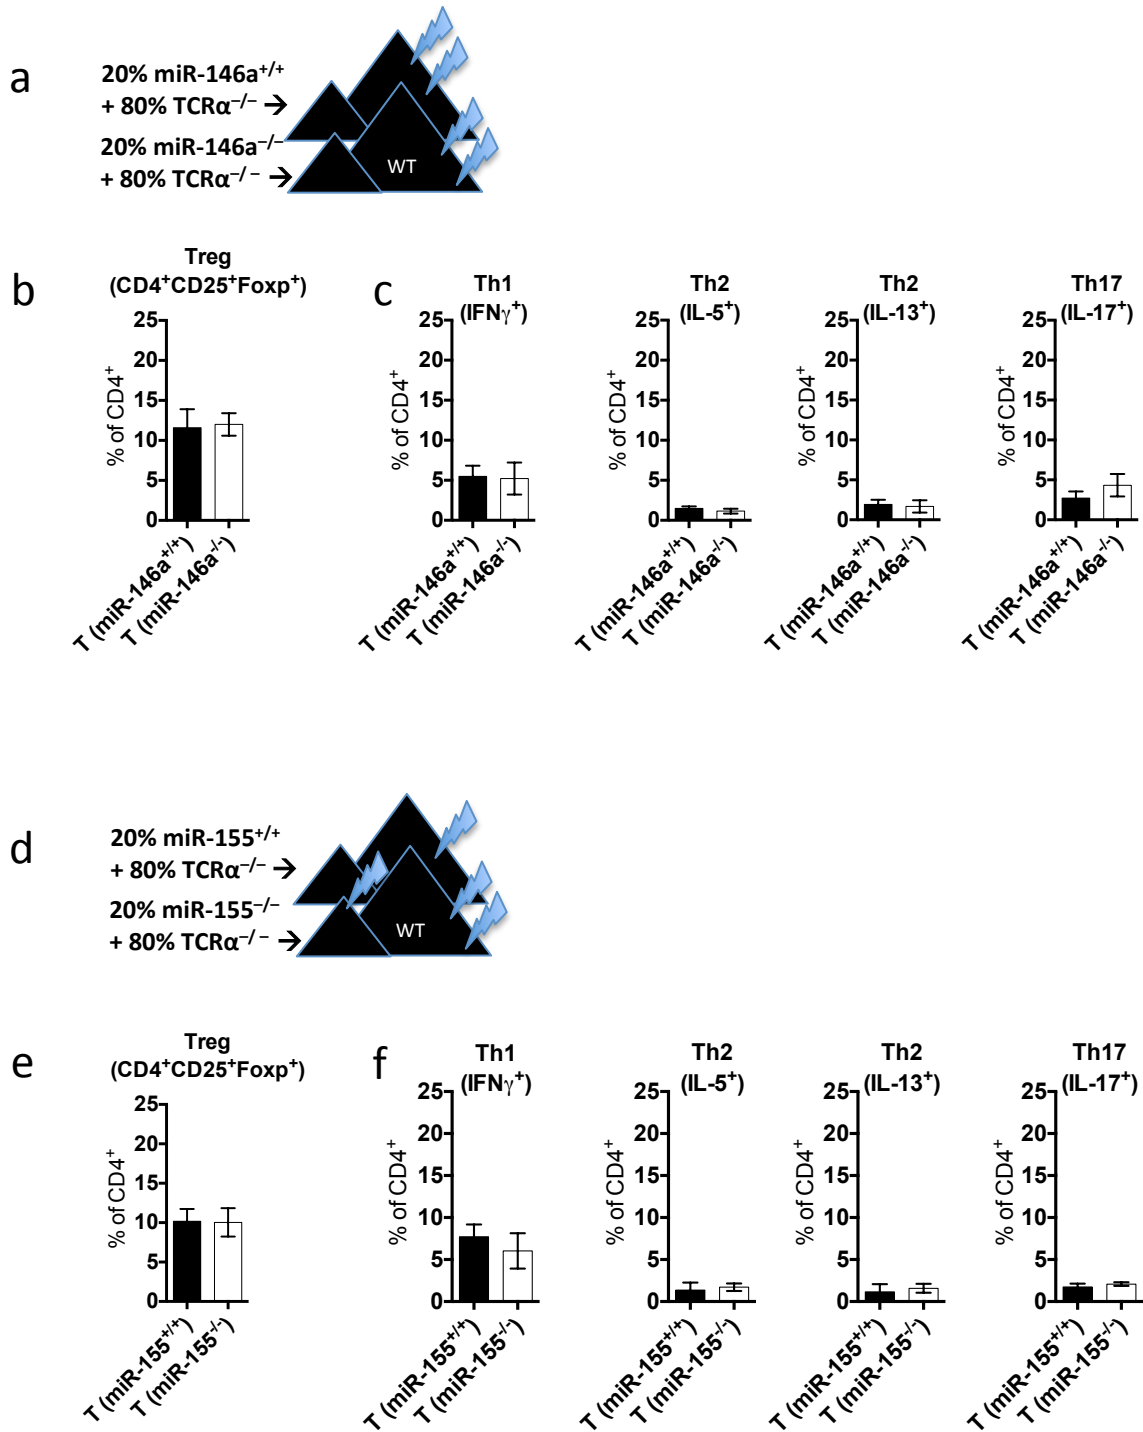 a
20% miR-146a⁺/⁺
+ 80% TCRα⁻/⁻ →
20% miR-146a⁻/⁻
+ 80% TCRα⁻/⁻ →
WT
b
Treg
(CD4⁺CD25⁺Foxp⁺)
25
20
15
10
5
0
% of CD4⁺
T (miR-146a⁺/⁺)
T (miR-146a⁻/⁻)
c
Th1
(IFNγ⁺)
25
20
15
10
5
0
% of CD4⁺
T (miR-146a⁺/⁺)
T (miR-146a⁻/⁻)
Th2
(IL-5⁺)
25
20
15
10
5
0
% of CD4⁺
T (miR-146a⁺/⁺)
T (miR-146a⁻/⁻)
Th2
(IL-13⁺)
25
20
15
10
5
0
% of CD4⁺
T (miR-146a⁺/⁺)
T (miR-146a⁻/⁻)
Th17
(IL-17⁺)
25
20
15
10
5
0
% of CD4⁺
T (miR-146a⁺/⁺)
T (miR-146a⁻/⁻)
d
20% miR-155⁺/⁺
+ 80% TCRα⁻/⁻ →
20% miR-155⁻/⁻
+ 80% TCRα⁻/⁻ →
WT
e
Treg
(CD4⁺CD25⁺Foxp⁺)
25
20
15
10
5
0
% of CD4⁺
T (miR-155⁺/⁺)
T (miR-155⁻/⁻)
f
Th1
(IFNγ⁺)
25
20
15
10
5
0
% of CD4⁺
T (miR-155⁺/⁺)
T (miR-155⁻/⁻)
Th2
(IL-5⁺)
25
20
15
10
5
0
% of CD4⁺
T (miR-155⁺/⁺)
T (miR-155⁻/⁻)
Th2
(IL-13⁺)
25
20
15
10
5
0
% of CD4⁺
T (miR-155⁺/⁺)
T (miR-155⁻/⁻)
Th17
(IL-17⁺)
25
20
15
10
5
0
% of CD4⁺
T (miR-155⁺/⁺)
T (miR-155⁻/⁻)